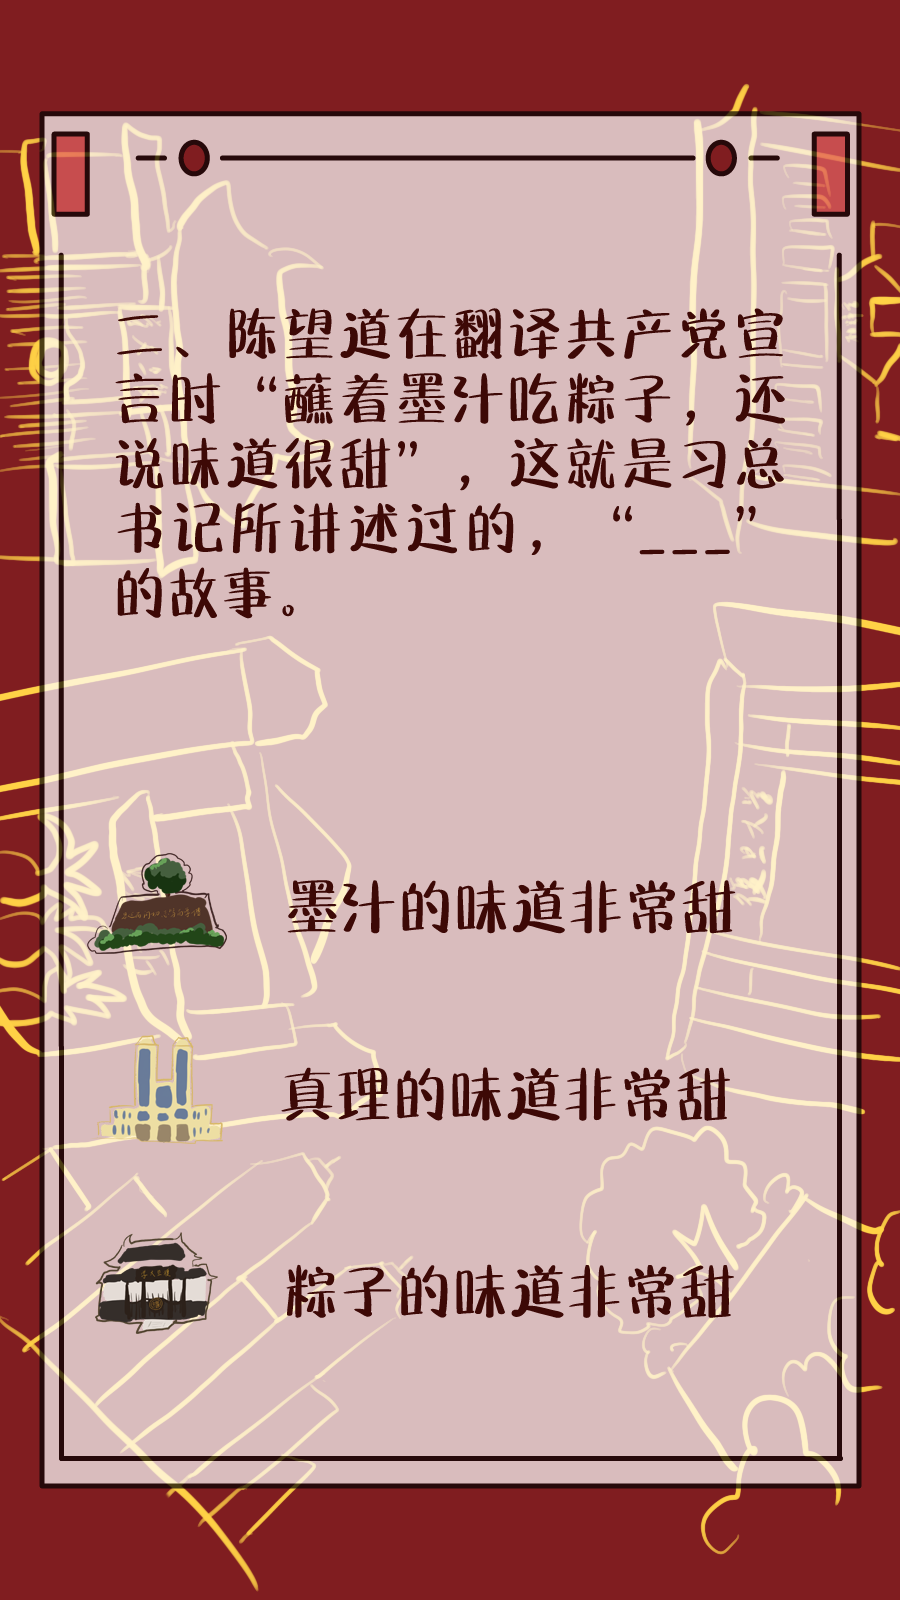 二、陈望道在翻译共产党宣
言时“蘸着墨汁吃粽子，还
说味道很甜”，这就是习总
书记所讲述过的，“___”
的故事。
墨汁的味道非常甜
真理的味道非常甜
粽子的味道非常甜